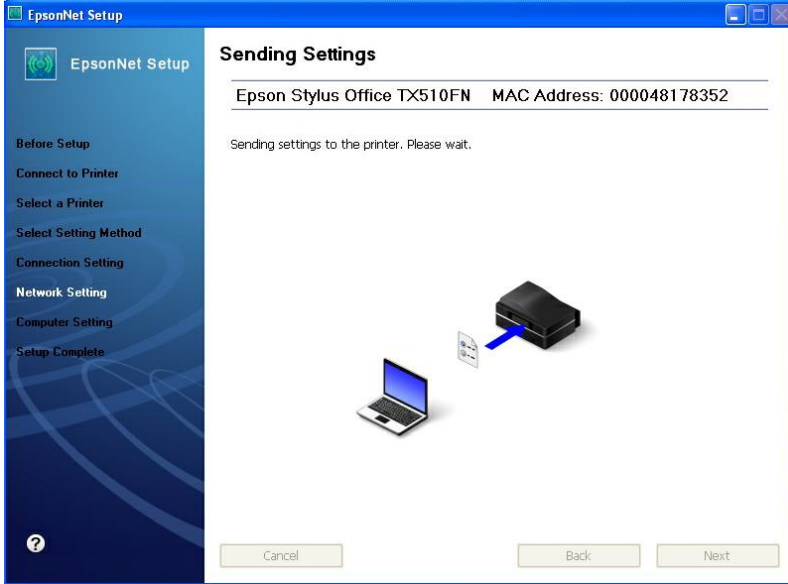 EpsonNet Setup
EpsonNet Setup
Sending Settings
Epson Stylus Office TX510FN MAC Address: 000048178352
Before Setup
Connect to Printer
Select a Printer
Select Setting Method
Connection Setting
Network Setting
Computer Setting
Setup Complete
Sending settings to the printer. Please wait.
?
Cancel
Back
Next